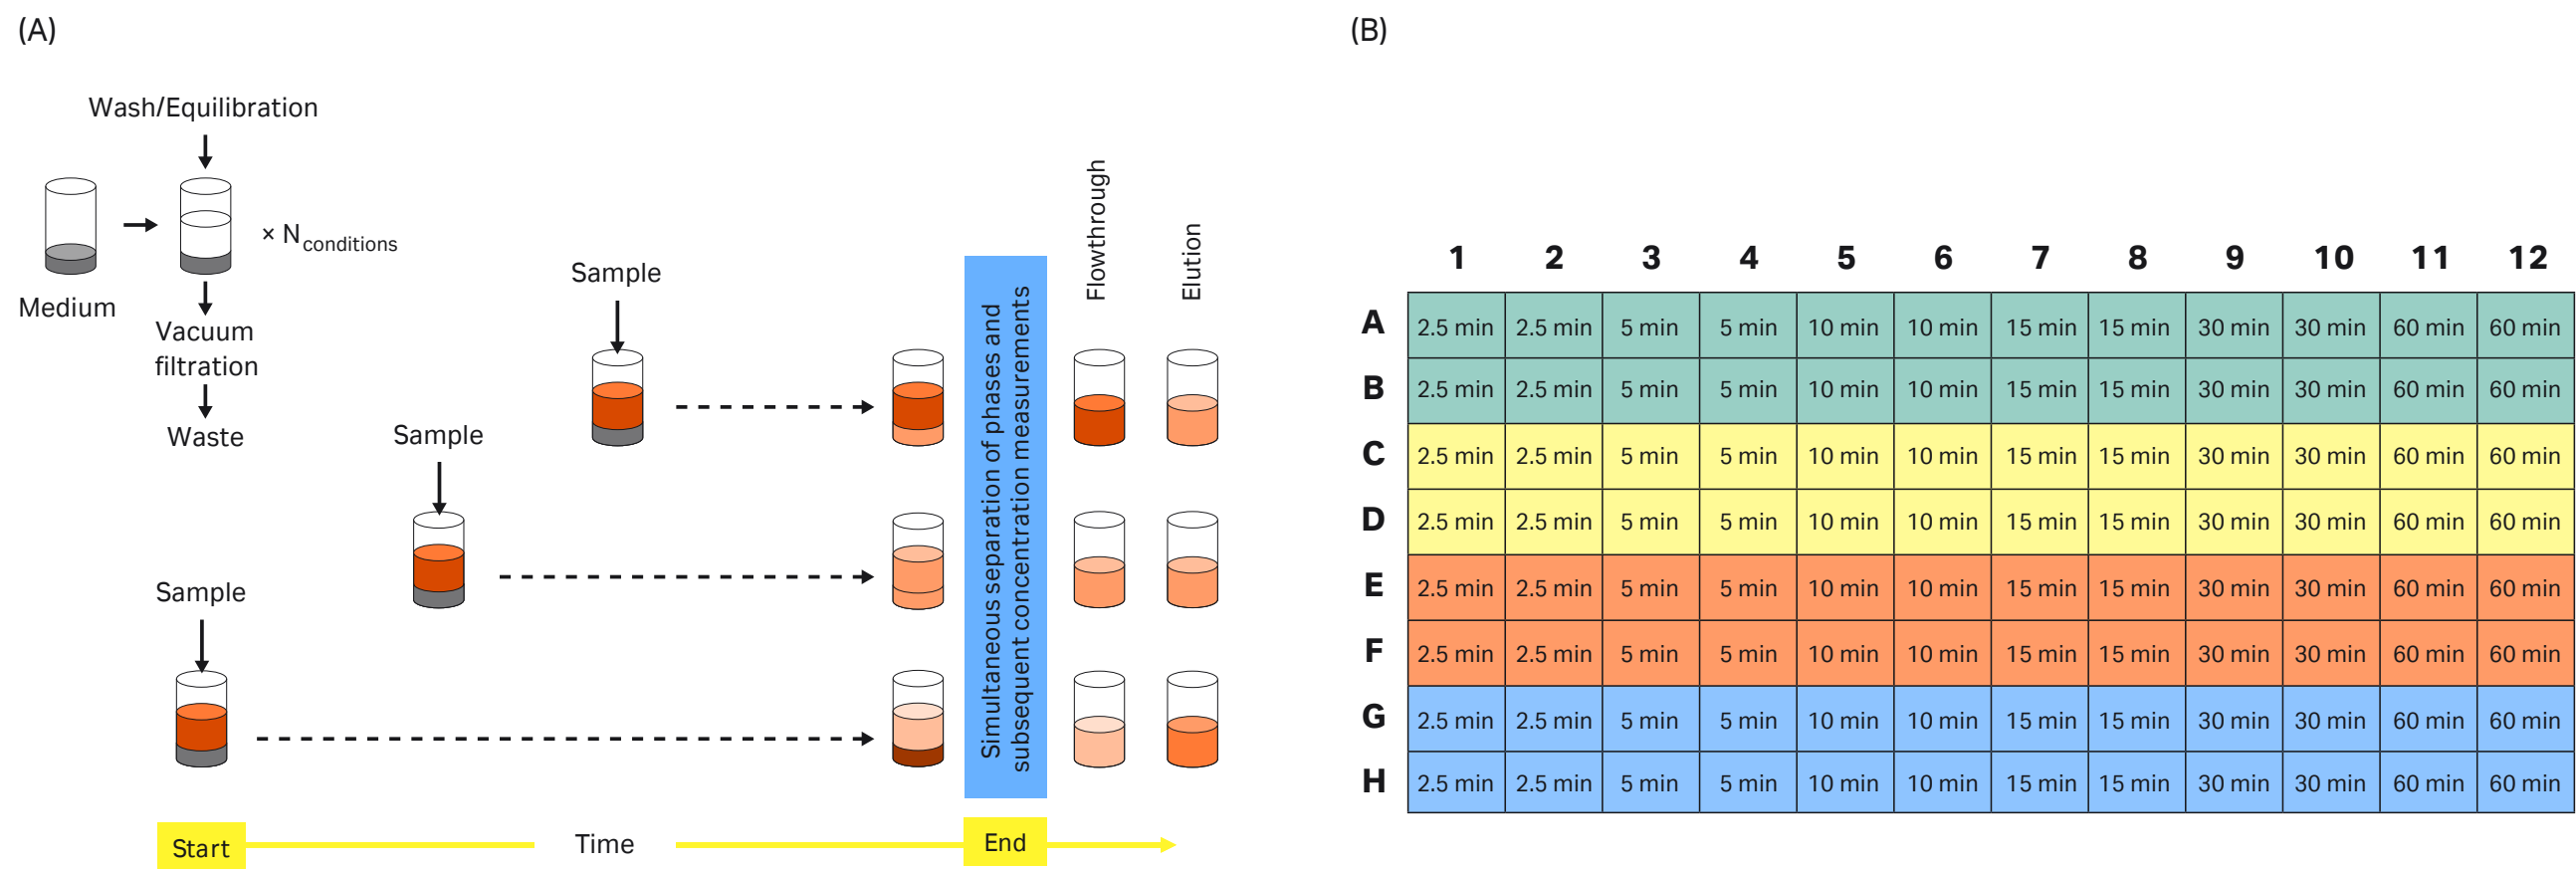 (A)
Wash/Equilibration
× Nconditions
Medium
Vacuum
filtration
Waste
Sample
Sample
Sample
Simultaneous separation of phases and
subsequent concentration measurements
Flowthrough
Elution
Start
Time
End
(B)
1 2 3 4 5 6 7 8 9 10 11 12
A 2.5 min 2.5 min 5 min 5 min 10 min 10 min 15 min 15 min 30 min 30 min 60 min 60 min
B 2.5 min 2.5 min 5 min 5 min 10 min 10 min 15 min 15 min 30 min 30 min 60 min 60 min
C 2.5 min 2.5 min 5 min 5 min 10 min 10 min 15 min 15 min 30 min 30 min 60 min 60 min
D 2.5 min 2.5 min 5 min 5 min 10 min 10 min 15 min 15 min 30 min 30 min 60 min 60 min
E 2.5 min 2.5 min 5 min 5 min 10 min 10 min 15 min 15 min 30 min 30 min 60 min 60 min
F 2.5 min 2.5 min 5 min 5 min 10 min 10 min 15 min 15 min 30 min 30 min 60 min 60 min
G 2.5 min 2.5 min 5 min 5 min 10 min 10 min 15 min 15 min 30 min 30 min 60 min 60 min
H 2.5 min 2.5 min 5 min 5 min 10 min 10 min 15 min 15 min 30 min 30 min 60 min 60 min